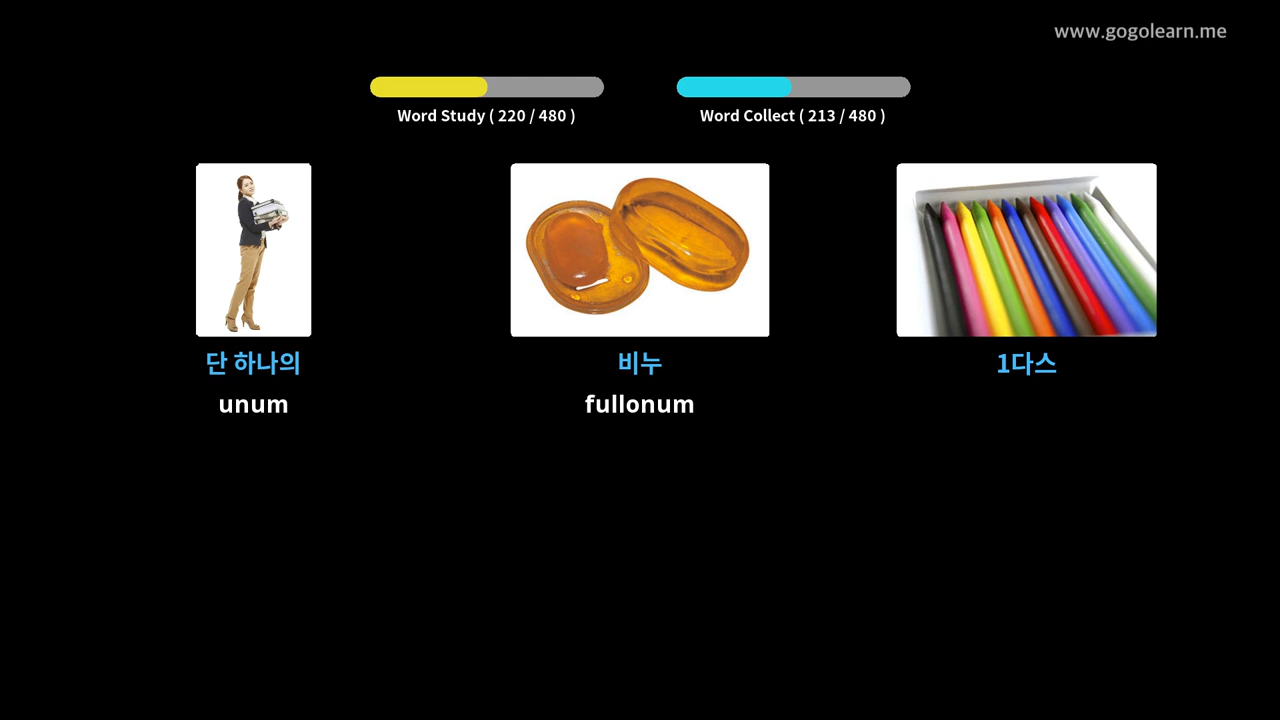 www.gogolearn.me
Word Study ( 220 / 480 )
Word Collect ( 213 / 480 )
단 하나의
비누
1다스
unum
fullonum